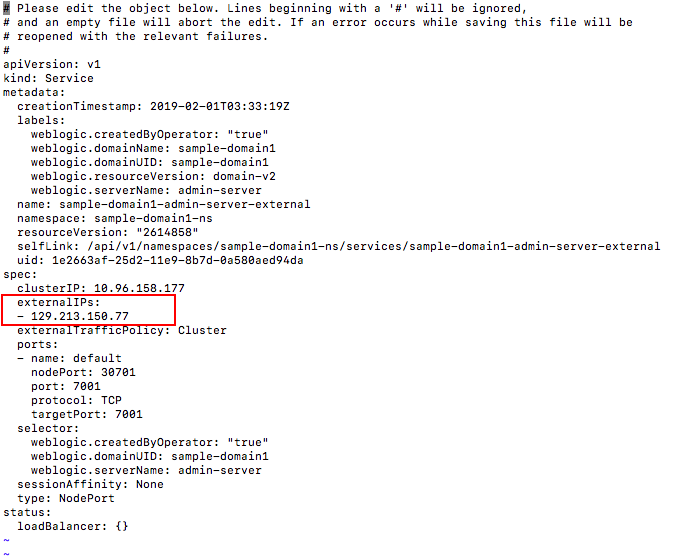 # Please edit the object below. Lines beginning with a '#' will be ignored,
# and an empty file will abort the edit. If an error occurs while saving this file will be
# reopened with the relevant failures.
#
apiVersion: v1
kind: Service
metadata:
  creationTimestamp: 2019-02-01T03:33:19Z
  labels:
    weblogic.createdByOperator: "true"
    weblogic.domainName: sample-domain1
    weblogic.domainUID: sample-domain1
    weblogic.resourceVersion: domain-v2
    weblogic.serverName: admin-server
  name: sample-domain1-admin-server-external
  namespace: sample-domain1-ns
  resourceVersion: "2614858"
  selfLink: /api/v1/namespaces/sample-domain1-ns/services/sample-domain1-admin-server-external
  uid: 1e2663af-25d2-11e9-8b7d-0a580aed94da
spec:
  clusterIP: 10.96.158.177
  externalIPs:
  - 129.213.150.77
  externalTrafficPolicy: Cluster
  ports:
  - name: default
    nodePort: 30701
    port: 7001
    protocol: TCP
    targetPort: 7001
  selector:
    weblogic.createdByOperator: "true"
    weblogic.domainUID: sample-domain1
    weblogic.serverName: admin-server
  sessionAffinity: None
  type: NodePort
status:
  loadBalancer: {}
~
~